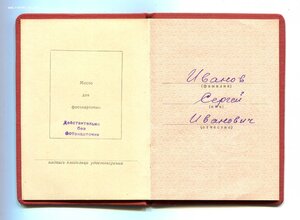 Место
для
фотокарточки
Действительно
без
Фотокарточки
Иванов
(фамилия)
Сергей
(имя)
Иванович
(отчество)